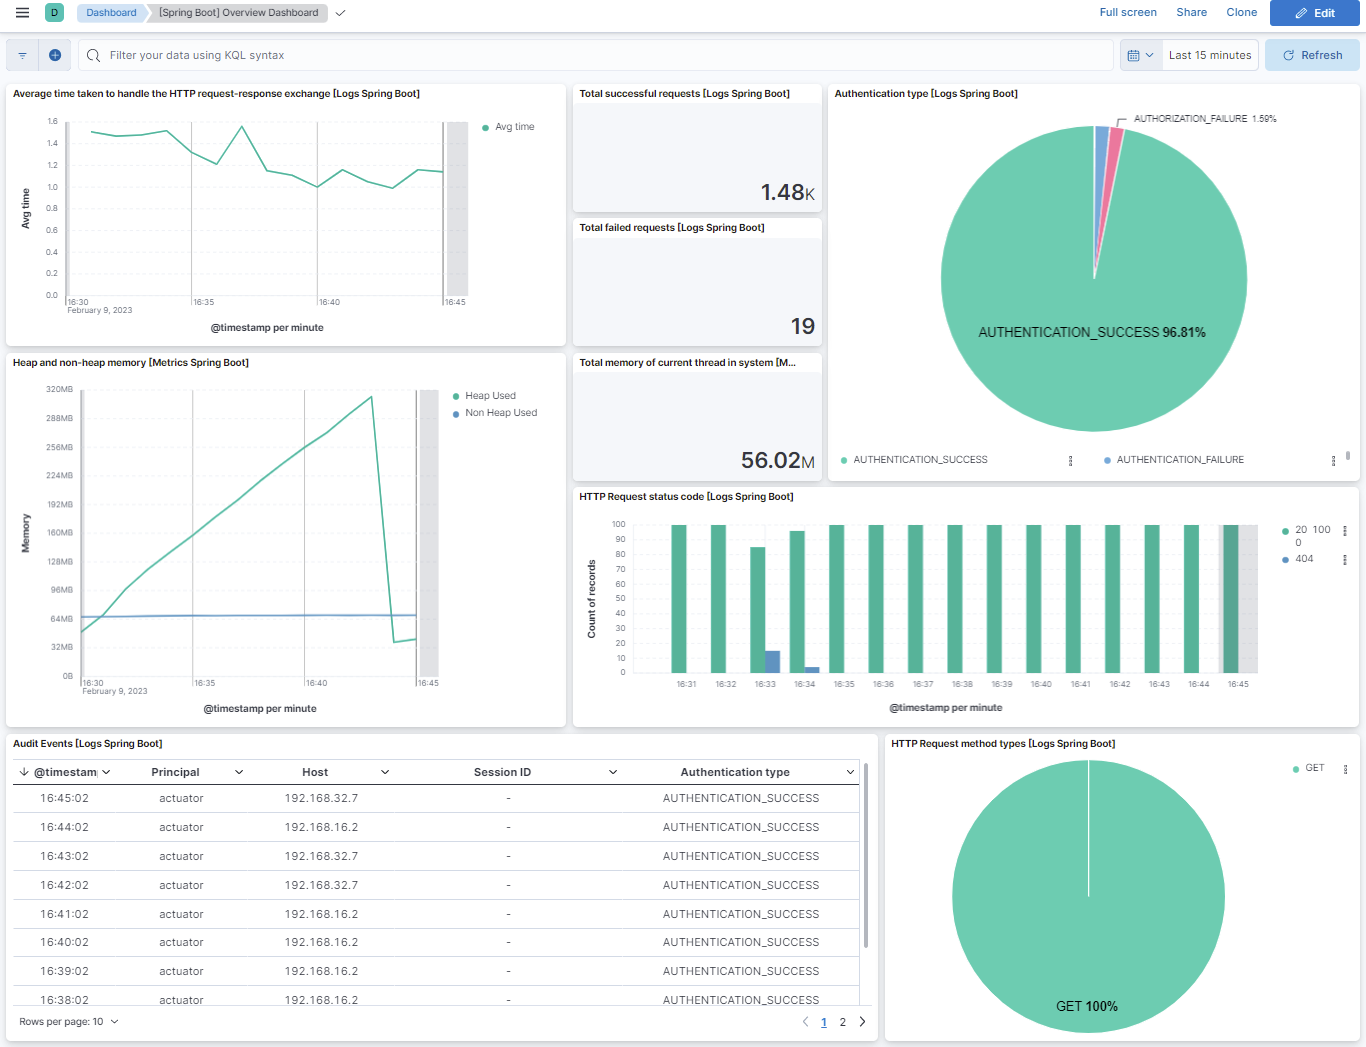 D Dashboard [Spring Boot] Overview Dashboard Full screen Share Clone Edit
Filter your data using KQL syntax Last 15 minutes Refresh
Average time taken to handle the HTTP request-response exchange [Logs Spring Boot]
1.6
1.4
1.2
1.0
0.8
0.6
0.4
0.2
0.0
Avg time
16:30 16:35 16:40 16:45
February 9, 2023
@timestamp per minute
Avg time
Total successful requests [Logs Spring Boot]
1.48K
Total failed requests [Logs Spring Boot]
19
Total memory of current thread in system [M...
56.02M
Authentication type [Logs Spring Boot]
AUTHORIZATION_FAILURE 1.59%
AUTHENTICATION_SUCCESS 96.81%
AUTHENTICATION_SUCCESS AUTHENTICATION_FAILURE
Heap and non-heap memory [Metrics Spring Boot]
320MB
288MB
256MB
224MB
192MB
160MB
128MB
96MB
64MB
32MB
0B
Memory
16:30 16:35 16:40 16:45
February 9, 2023
@timestamp per minute
Heap Used
Non Heap Used
HTTP Request status code [Logs Spring Boot]
100
90
80
70
60
50
40
30
20
10
0
Count of records
16:31 16:32 16:33 16:34 16:35 16:36 16:37 16:38 16:39 16:40 16:41 16:42 16:43 16:44 16:45
@timestamp per minute
20 100
0
404
Audit Events [Logs Spring Boot]
@timestam Principal Host Session ID Authentication type
16:45:02 actuator 192.168.32.7 - AUTHENTICATION_SUCCESS
16:44:02 actuator 192.168.16.2 - AUTHENTICATION_SUCCESS
16:43:02 actuator 192.168.32.7 - AUTHENTICATION_SUCCESS
16:42:02 actuator 192.168.32.7 - AUTHENTICATION_SUCCESS
16:41:02 actuator 192.168.16.2 - AUTHENTICATION_SUCCESS
16:40:02 actuator 192.168.16.2 - AUTHENTICATION_SUCCESS
16:39:02 actuator 192.168.16.2 - AUTHENTICATION_SUCCESS
16:38:02 actuator 192.168.16.2 - AUTHENTICATION_SUCCESS
Rows per page: 10 1 2
HTTP Request method types [Logs Spring Boot]
GET
GET 100%